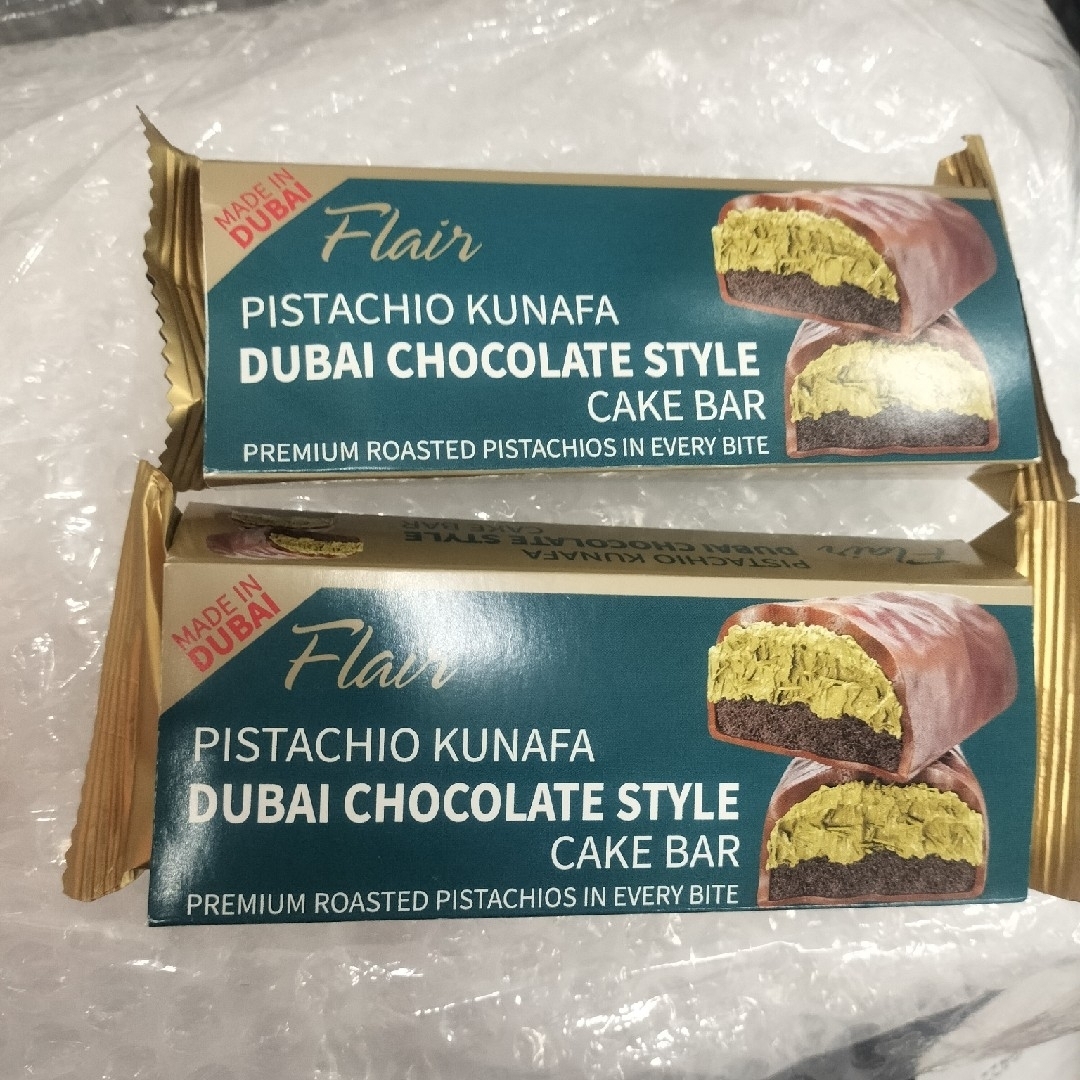 MADE IN
DUBAI
Flair
PISTACHIO KUNAFA
DUBAI CHOCOLATE STYLE
CAKE BAR
PREMIUM ROASTED PISTACHIOS IN EVERY BITE
Flair
PISTACHIO KUNAFA
DUBAI CHOCOLATE STYLE
CAKE BAR
MADE IN
DUBAI
Flair
PISTACHIO KUNAFA
DUBAI CHOCOLATE STYLE
CAKE BAR
PREMIUM ROASTED PISTACHIOS IN EVERY BITE